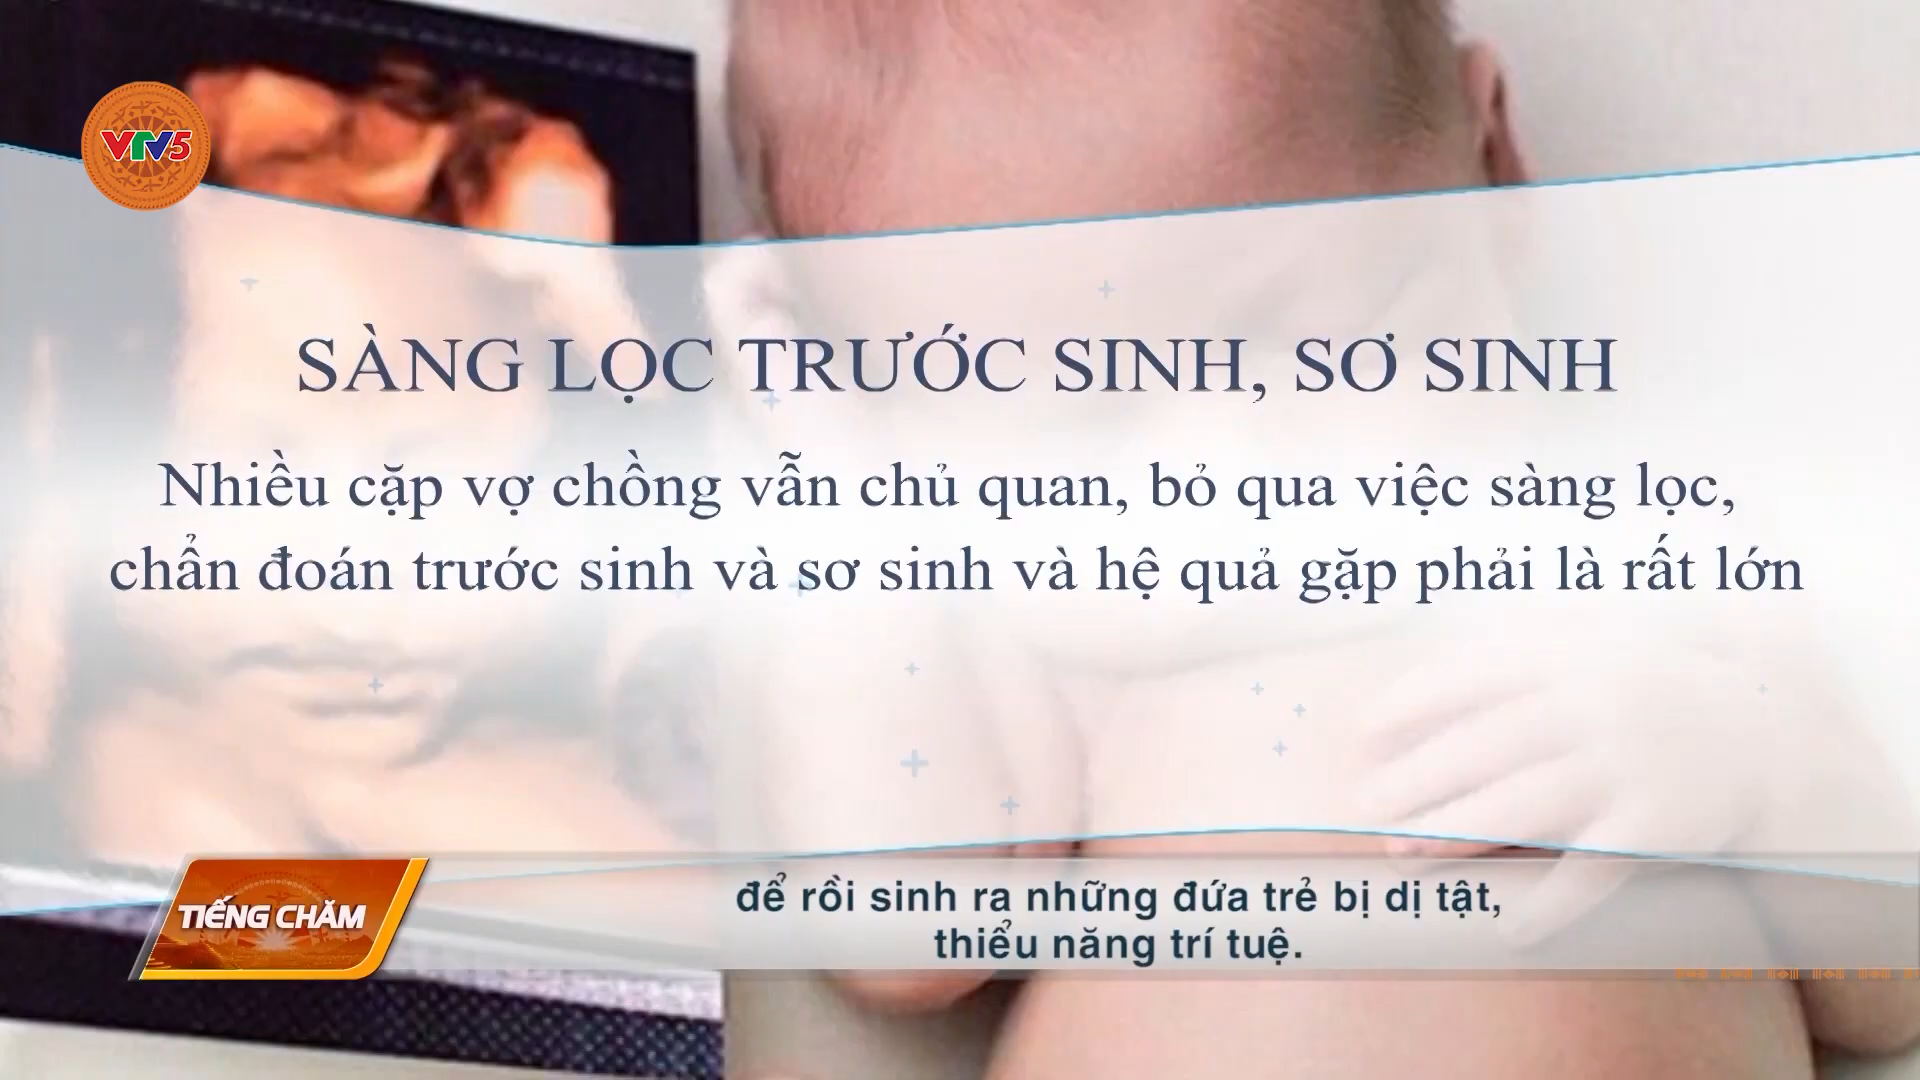 VTV5
SÀNG LỌC TRƯỚC SINH, SƠ SINH
Nhiều cặp vợ chồng vẫn chủ quan, bỏ qua việc sàng lọc,
chẩn đoán trước sinh và sơ sinh và hệ quả gặp phải là rất lớn
TIẾNG CHĂM
để rồi sinh ra những đứa trẻ bị dị tật,
thiểu năng trí tuệ.